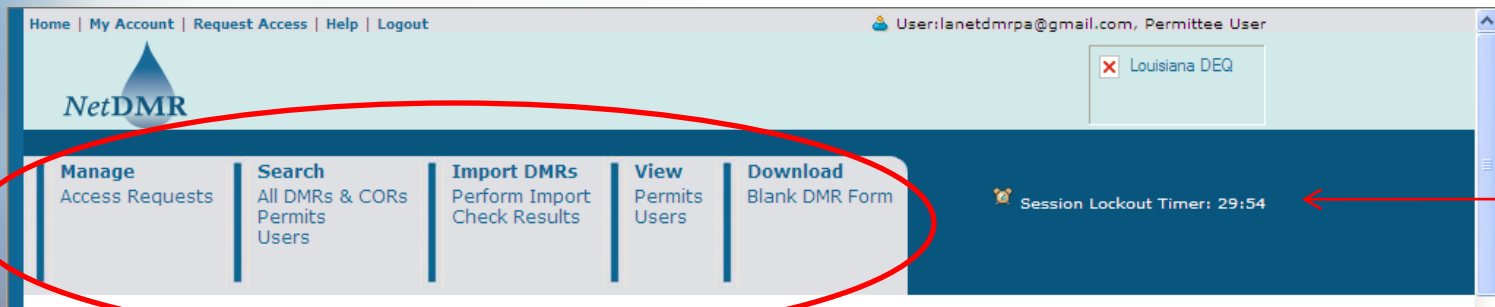 Home | My Account | Request Access | Help | Logout
User:lanetdmrpa@gmail.com, Permittee User
Louisiana DEQ
NetDMR
Manage
Access Requests
Search
All DMRs & CORs
Permits
Users
Import DMRs
Perform Import
Check Results
View
Permits
Users
Download
Blank DMR Form
Session Lockout Timer: 29:54